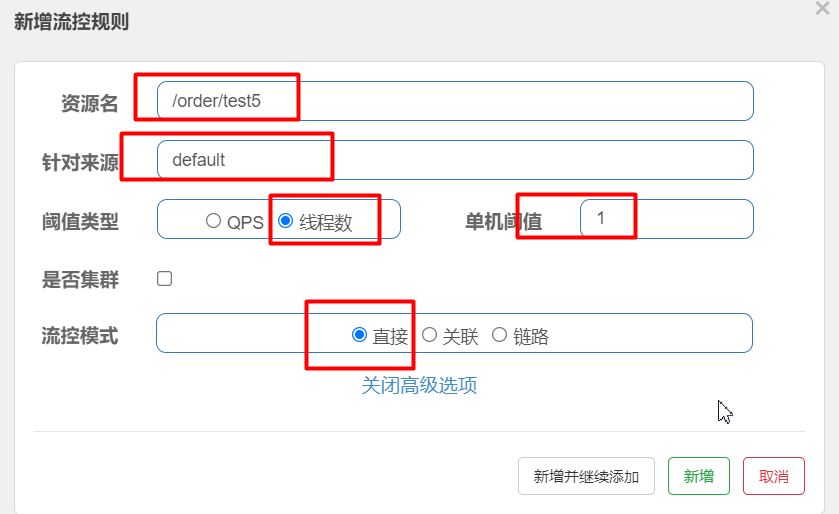 新增流控规则
资源名 /order/test5
针对来源 default
阈值类型 QPS 线程数 单机阈值 1
是否集群
流控模式 直接 关联 链路
关闭高级选项
新增并继续添加 新增 取消